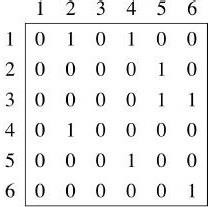 1 2 3 4 5 6
1 0 1 0 1 0 0
2 0 0 0 0 1 0
3 0 0 0 0 1 1
4 0 1 0 0 0 0
5 0 0 0 1 0 0
6 0 0 0 0 0 1